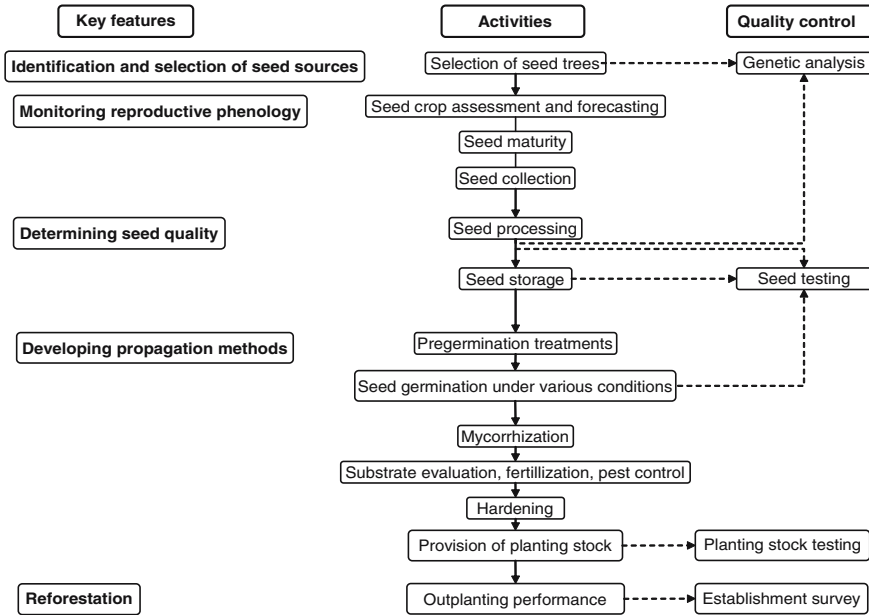 Key features
Activities
Quality control
Identification and selection of seed sources
Selection of seed trees
Genetic analysis
Monitoring reproductive phenology
Seed crop assessment and forecasting
Seed maturity
Seed collection
Determining seed quality
Seed processing
Seed storage
Seed testing
Developing propagation methods
Pregermination treatments
Seed germination under various conditions
Mycorrhization
Substrate evaluation, fertillization, pest control
Hardening
Provision of planting stock
Planting stock testing
Reforestation
Outplanting performance
Establishment survey